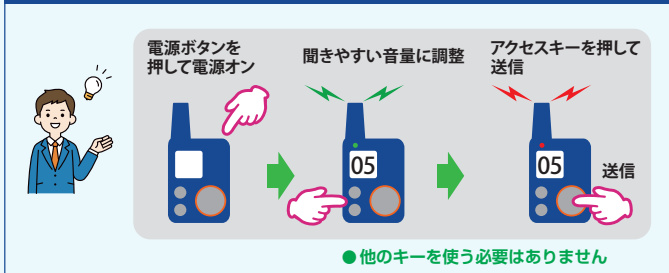 電源ボタンを
押して電源オン
聞きやすい音量に調整
アクセスキーを押して
送信
05
05
送信
●他のキーを使う必要はありません